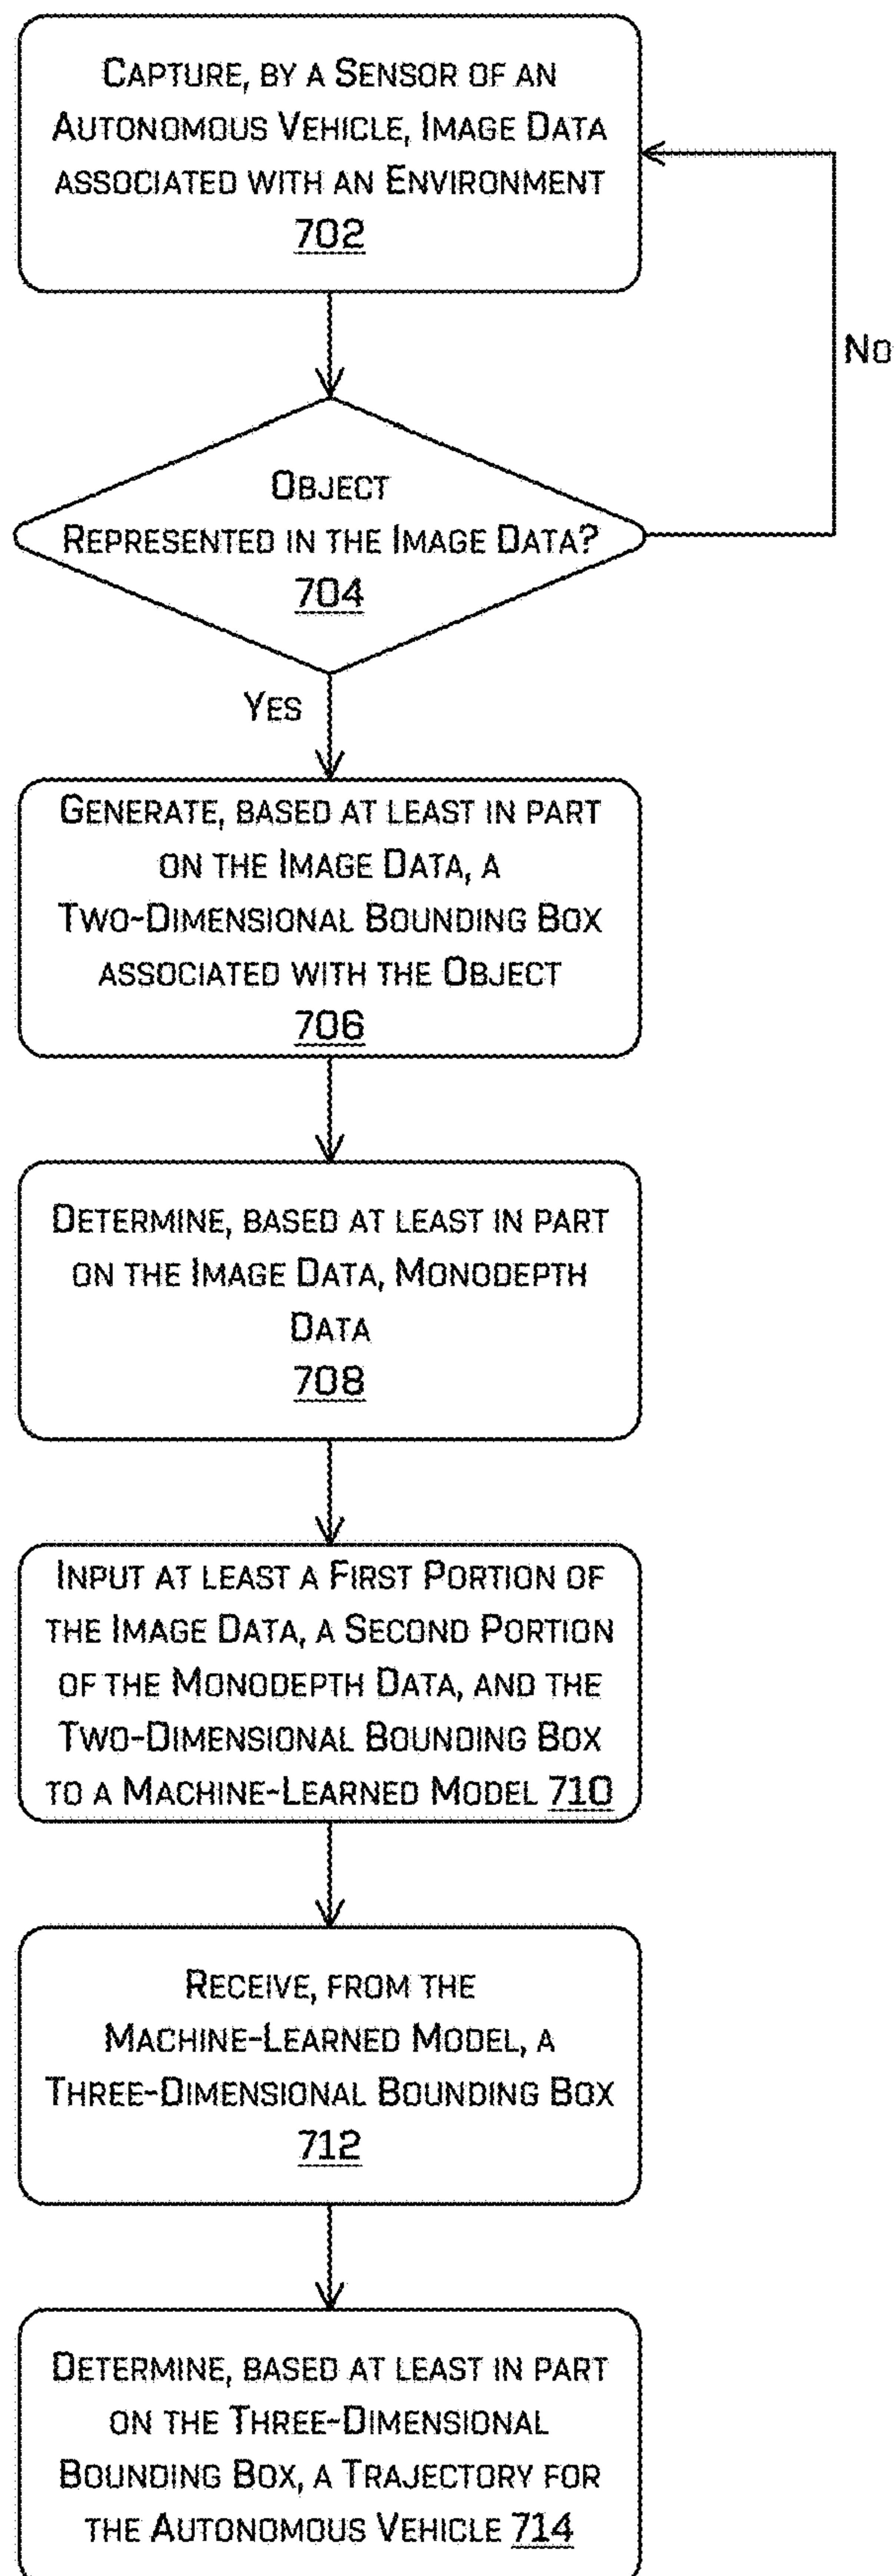 CAPTURE, BY A SENSOR OF AN
AUTONOMOUS VEHICLE, IMAGE DATA
ASSOCIATED WITH AN ENVIRONMENT
702
NO
OBJECT
REPRESENTED IN THE IMAGE DATA?
704
YES
GENERATE, BASED AT LEAST IN PART
ON THE IMAGE DATA, A
TWO-DIMENSIONAL BOUNDING BOX
ASSOCIATED WITH THE OBJECT
706
DETERMINE, BASED AT LEAST IN PART
ON THE IMAGE DATA, MONODEPTH
DATA
708
INPUT AT LEAST A FIRST PORTION OF
THE IMAGE DATA, A SECOND PORTION
OF THE MONODEPTH DATA, AND THE
TWO-DIMENSIONAL BOUNDING BOX
TO A MACHINE-LEARNED MODEL 710
RECEIVE, FROM THE
MACHINE-LEARNED MODEL, A
THREE-DIMENSIONAL BOUNDING BOX
712
DETERMINE, BASED AT LEAST IN PART
ON THE THREE-DIMENSIONAL
BOUNDING BOX, A TRAJECTORY FOR
THE AUTONOMOUS VEHICLE 714